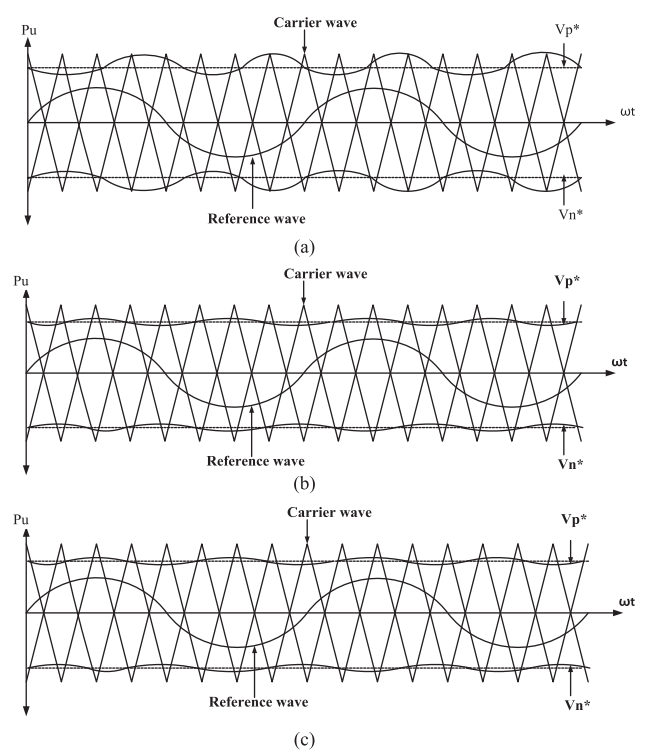 Carrier wave
Pu
Vp*
ωt
Reference wave
Vn*
(a)
Carrier wave
Pu
Vp*
ωt
Reference wave
Vn*
(b)
Carrier wave
Pu
Vp*
ωt
Reference wave
Vn*
(c)